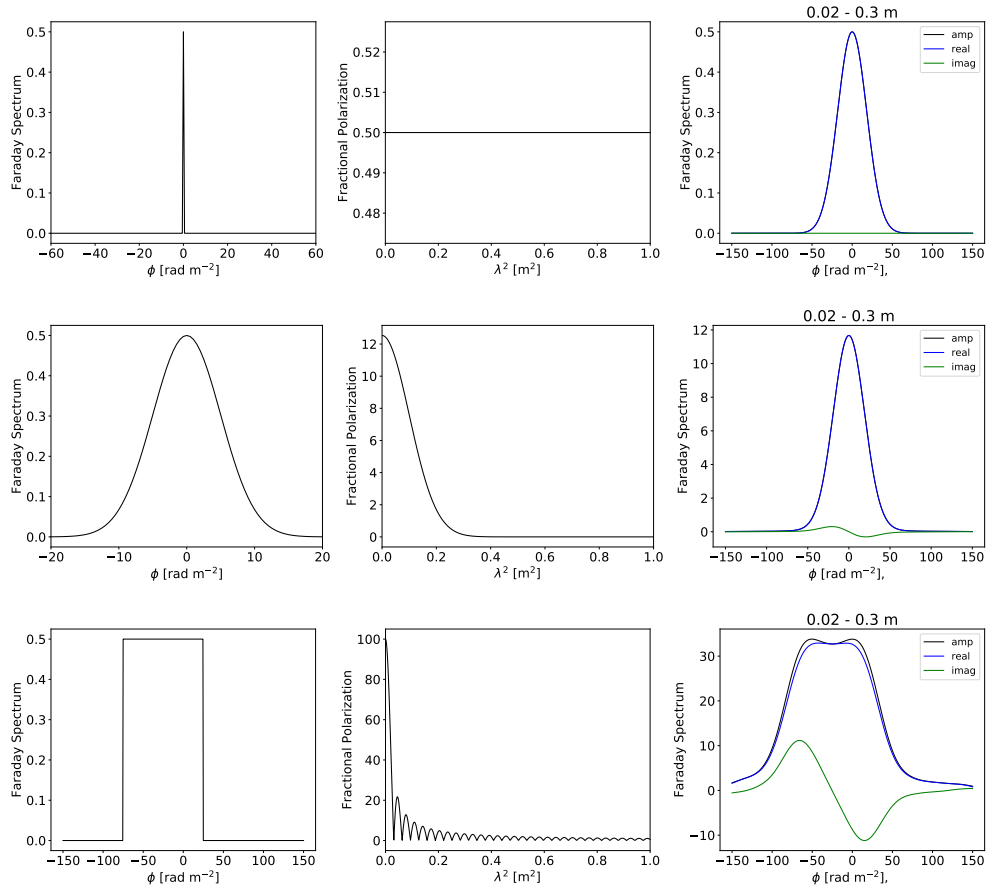 0.5
0.4
0.3
0.2
0.1
0.0
−60 −40 −20 0 20 40 60
ϕ [rad m−2]
Faraday Spectrum
0.52
0.51
0.50
0.49
0.48
0.0 0.2 0.4 0.6 0.8 1.0
λ2 [m2]
Fractional Polarization
0.02 - 0.3 m
amp
real
imag
0.5
0.4
0.3
0.2
0.1
0.0
−150 −100 −50 0 50 100 150
ϕ [rad m−2],
Faraday Spectrum
0.5
0.4
0.3
0.2
0.1
0.0
−20 −10 0 10 20
ϕ [rad m−2]
Faraday Spectrum
12
10
8
6
4
2
0
0.0 0.2 0.4 0.6 0.8 1.0
λ2 [m2]
Fractional Polarization
0.02 - 0.3 m
amp
real
imag
12
10
8
6
4
2
0
−150 −100 −50 0 50 100 150
ϕ [rad m−2],
Faraday Spectrum
0.5
0.4
0.3
0.2
0.1
0.0
−150 −100 −50 0 50 100 150
ϕ [rad m−2]
Faraday Spectrum
100
80
60
40
20
0
0.0 0.2 0.4 0.6 0.8 1.0
λ2 [m2]
Fractional Polarization
0.02 - 0.3 m
amp
real
imag
30
20
10
0
−10
−150 −100 −50 0 50 100 150
ϕ [rad m−2],
Faraday Spectrum